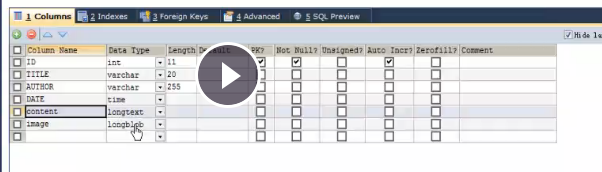 1 Columns 2 Indexes 3 Foreign Keys 4 Advanced 5 SQL Preview
Hide
Column Name Data Type Length Default PK? Not Null? Unsigned? Auto Incr? Zerofill? Comment
ID int 11
TITLE varchar 20
AUTHOR varchar 255
DATE time
content longtext
image longblob